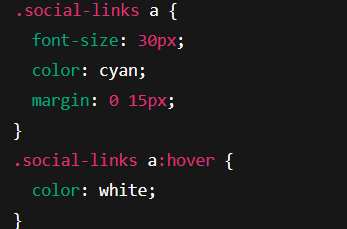 .social-links a {
  font-size: 30px;
  color: cyan;
  margin: 0 15px;
}
.social-links a:hover {
  color: white;
}